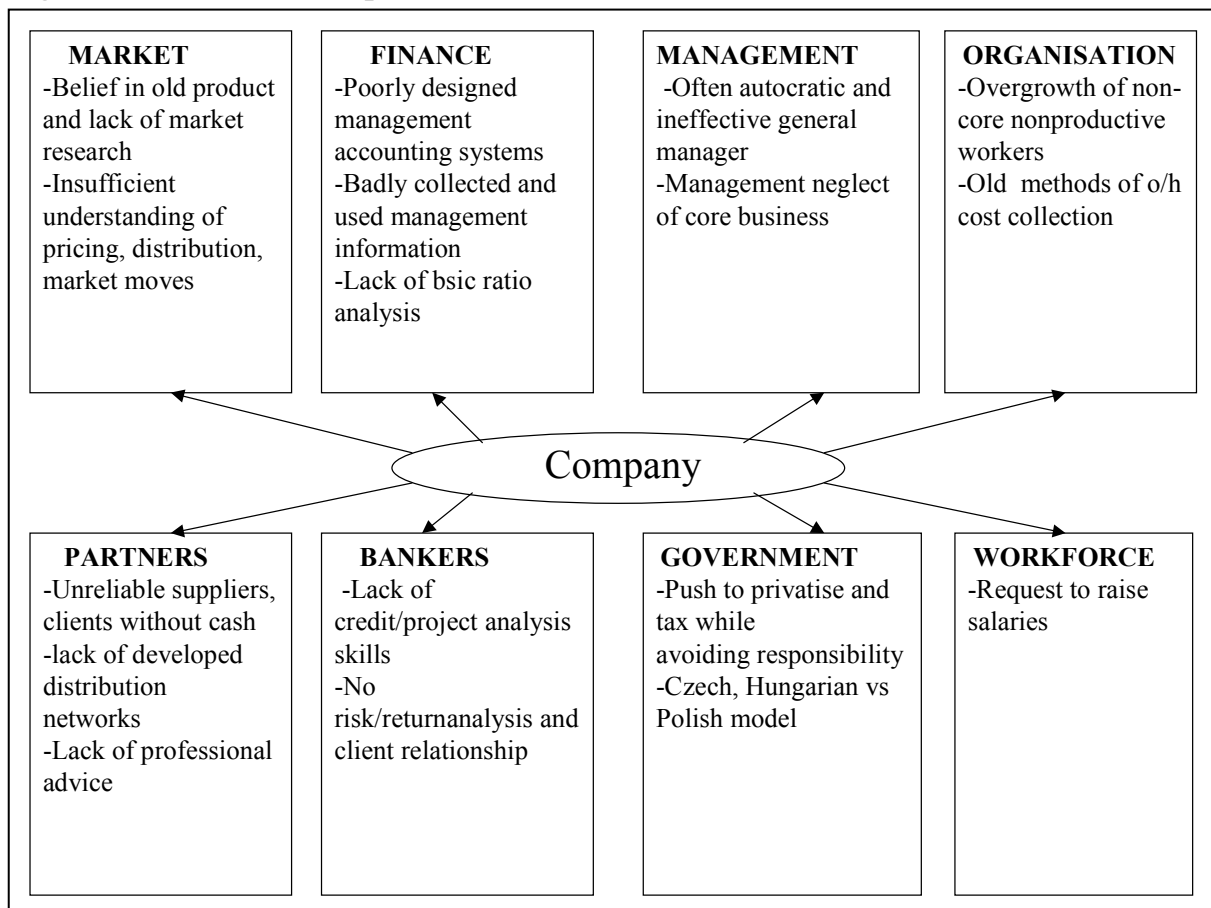 MARKET
-Belief in old product
and lack of market
research
-Insufficient
understanding of
pricing, distribution,
market moves
FINANCE
-Poorly designed
management
accounting systems
-Badly collected and
used management
information
-Lack of bsic ratio
analysis
MANAGEMENT
-Often autocratic and
ineffective general
manager
-Management neglect
of core business
ORGANISATION
-Overgrowth of non-
core nonproductive
workers
-Old methods of o/h
cost collection
Company
PARTNERS
-Unreliable suppliers,
clients without cash
-lack of developed
distribution
networks
-Lack of professional
advice
BANKERS
-Lack of
credit/project analysis
skills
-No
risk/returnanalysis and
client relationship
GOVERNMENT
-Push to privatise and
tax while
avoiding responsibility
-Czech, Hungarian vs
Polish model
WORKFORCE
-Request to raise
salaries